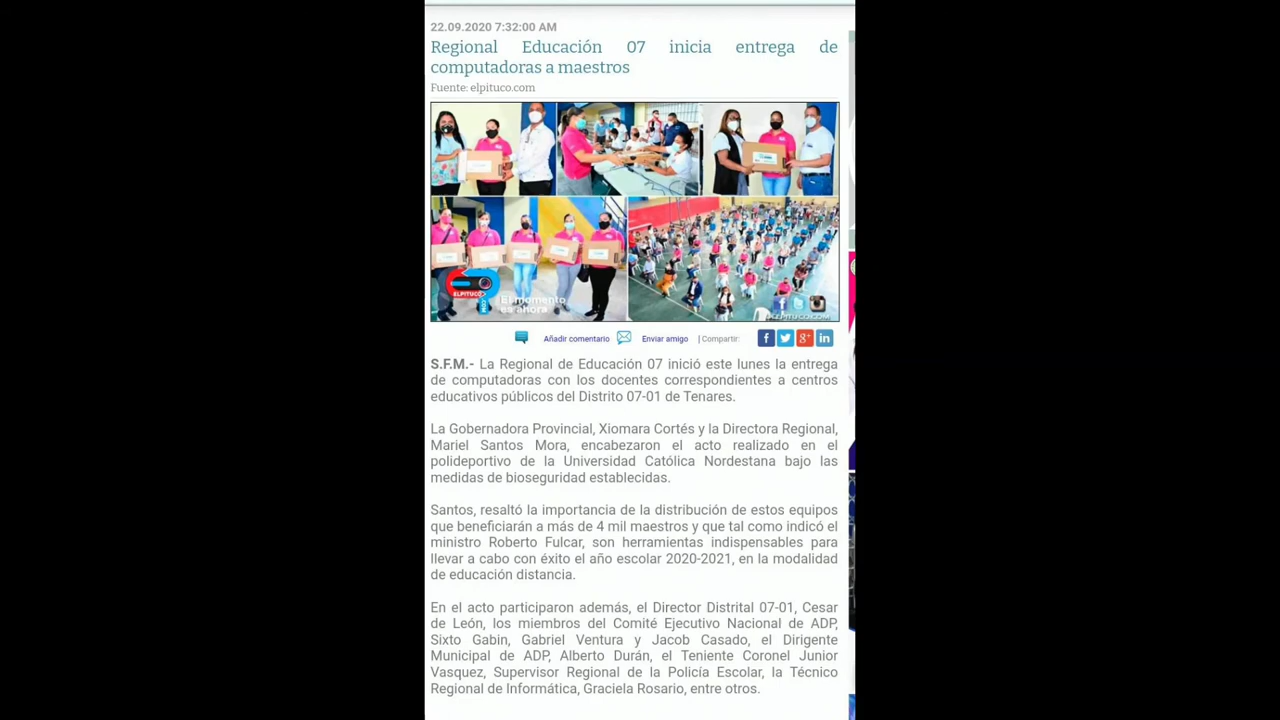 22.09.2020 7:32:00 AM
Regional Educación 07 inicia entrega de
computadoras a maestros
Fuente: elpituco.com
ELPITUCO
.COM
El momento
es ahora
ELPITUCO.COM
Añadir comentario Enviar amigo | Compartir:
S.F.M.- La Regional de Educación 07 inició este lunes la entrega
de computadoras con los docentes correspondientes a centros
educativos públicos del Distrito 07-01 de Tenares.
La Gobernadora Provincial, Xiomara Cortés y la Directora Regional,
Mariel Santos Mora, encabezaron el acto realizado en el
polideportivo de la Universidad Católica Nordestana bajo las
medidas de bioseguridad establecidas.
Santos, resaltó la importancia de la distribución de estos equipos
que beneficiarán a más de 4 mil maestros y que tal como indicó el
ministro Roberto Fulcar, son herramientas indispensables para
llevar a cabo con éxito el año escolar 2020-2021, en la modalidad
de educación distancia.
En el acto participaron además, el Director Distrital 07-01, Cesar
de León, los miembros del Comité Ejecutivo Nacional de ADP,
Sixto Gabin, Gabriel Ventura y Jacob Casado, el Dirigente
Municipal de ADP, Alberto Durán, el Teniente Coronel Junior
Vasquez, Supervisor Regional de la Policía Escolar, la Técnico
Regional de Informática, Graciela Rosario, entre otros.